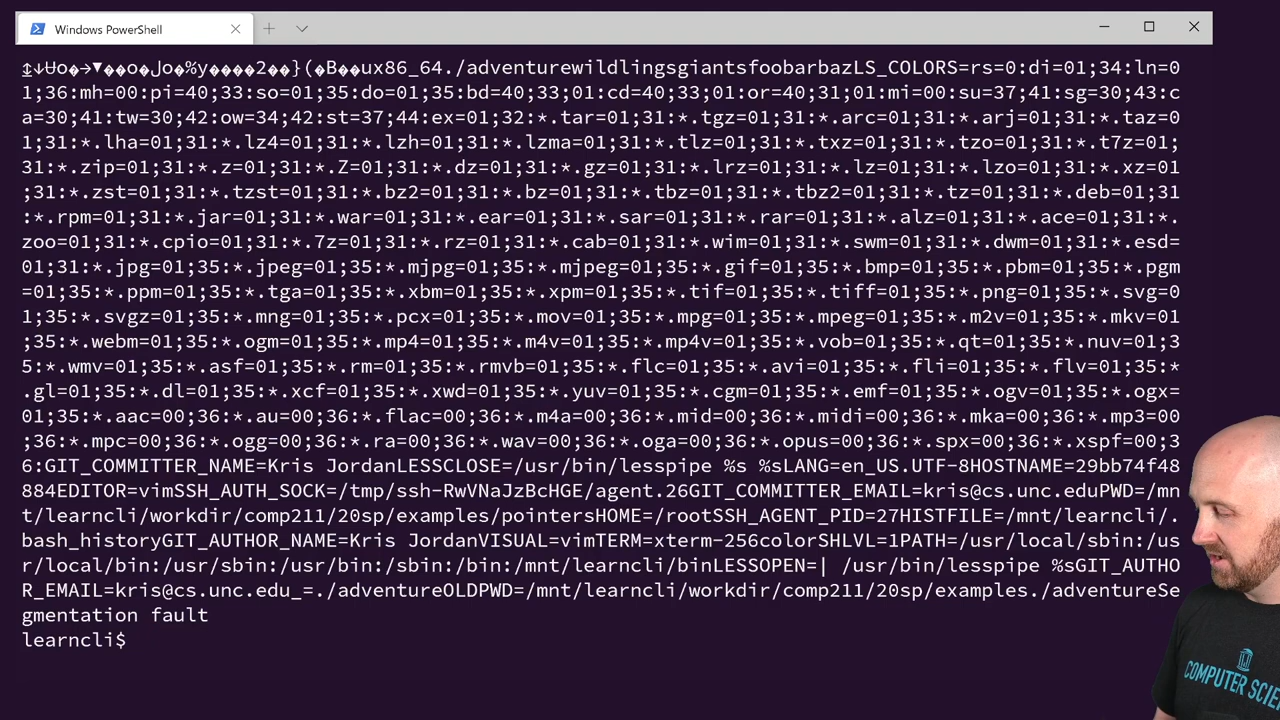 Windows PowerShell
↨↓Uo�→▼��o�Jo�%y����2��}(�B��ux86_64./adventurewildlingsgiantsfoobarbazLS_COLORS=rs=0:di=01;34:ln=0
1;36:mh=00:pi=40;33:so=01;35:do=01;35:bd=40;33;01:cd=40;33;01:or=40;31;01:mi=00:su=37;41:sg=30;43:c
a=30;41:tw=30;42:ow=34;42:st=37;44:ex=01;32:*.tar=01;31:*.tgz=01;31:*.arc=01;31:*.arj=01;31:*.taz=0
1;31:*.lha=01;31:*.lz4=01;31:*.lzh=01;31:*.lzma=01;31:*.tlz=01;31:*.txz=01;31:*.tzo=01;31:*.t7z=01;
31:*.zip=01;31:*.z=01;31:*.Z=01;31:*.dz=01;31:*.gz=01;31:*.lrz=01;31:*.lz=01;31:*.lzo=01;31:*.xz=01
;31:*.zst=01;31:*.tzst=01;31:*.bz2=01;31:*.bz=01;31:*.tbz=01;31:*.tbz2=01;31:*.tz=01;31:*.deb=01;31
:*.rpm=01;31:*.jar=01;31:*.war=01;31:*.ear=01;31:*.sar=01;31:*.rar=01;31:*.alz=01;31:*.ace=01;31:*.
zoo=01;31:*.cpio=01;31:*.7z=01;31:*.rz=01;31:*.cab=01;31:*.wim=01;31:*.swm=01;31:*.dwm=01;31:*.esd=
01;31:*.jpg=01;35:*.jpeg=01;35:*.mjpg=01;35:*.mjpeg=01;35:*.gif=01;35:*.bmp=01;35:*.pbm=01;35:*.pgm
=01;35:*.ppm=01;35:*.tga=01;35:*.xbm=01;35:*.xpm=01;35:*.tif=01;35:*.tiff=01;35:*.png=01;35:*.svg=0
1;35:*.svgz=01;35:*.mng=01;35:*.pcx=01;35:*.mov=01;35:*.mpg=01;35:*.mpeg=01;35:*.m2v=01;35:*.mkv=01
;35:*.webm=01;35:*.ogm=01;35:*.mp4=01;35:*.m4v=01;35:*.mp4v=01;35:*.vob=01;35:*.qt=01;35:*.nuv=01;3
5:*.wmv=01;35:*.asf=01;35:*.rm=01;35:*.rmvb=01;35:*.flc=01;35:*.avi=01;35:*.fli=01;35:*.flv=01;35:*
.gl=01;35:*.dl=01;35:*.xcf=01;35:*.xwd=01;35:*.yuv=01;35:*.cgm=01;35:*.emf=01;35:*.ogv=01;35:*.ogx=
01;35:*.aac=00;36:*.au=00;36:*.flac=00;36:*.m4a=00;36:*.mid=00;36:*.midi=00;36:*.mka=00;36:*.mp3=00
;36:*.mpc=00;36:*.ogg=00;36:*.ra=00;36:*.wav=00;36:*.oga=00;36:*.opus=00;36:*.spx=00;36:*.xspf=00;3
6:GIT_COMMITTER_NAME=Kris JordanLESSCLOSE=/usr/bin/lesspipe %s %sLANG=en_US.UTF-8HOSTNAME=29bb74f48
884EDITOR=vimSSH_AUTH_SOCK=/tmp/ssh-RwVNaJzBcHGE/agent.26GIT_COMMITTER_EMAIL=kris@cs.unc.eduPWD=/mn
t/learncli/workdir/comp211/20sp/examples/pointersHOME=/rootSSH_AGENT_PID=27HISTFILE=/mnt/learncli/.
bash_historyGIT_AUTHOR_NAME=Kris JordanVISUAL=vimTERM=xterm-256colorSHLVL=1PATH=/usr/local/sbin:/us
r/local/bin:/usr/sbin:/usr/bin:/sbin:/bin:/mnt/learncli/binLESSOPEN=| /usr/bin/lesspipe %sGIT_AUTHO
R_EMAIL=kris@cs.unc.edu_=./adventureOLDPWD=/mnt/learncli/workdir/comp211/20sp/examples./adventureSe
gmentation fault
learncli$
COMPUTER